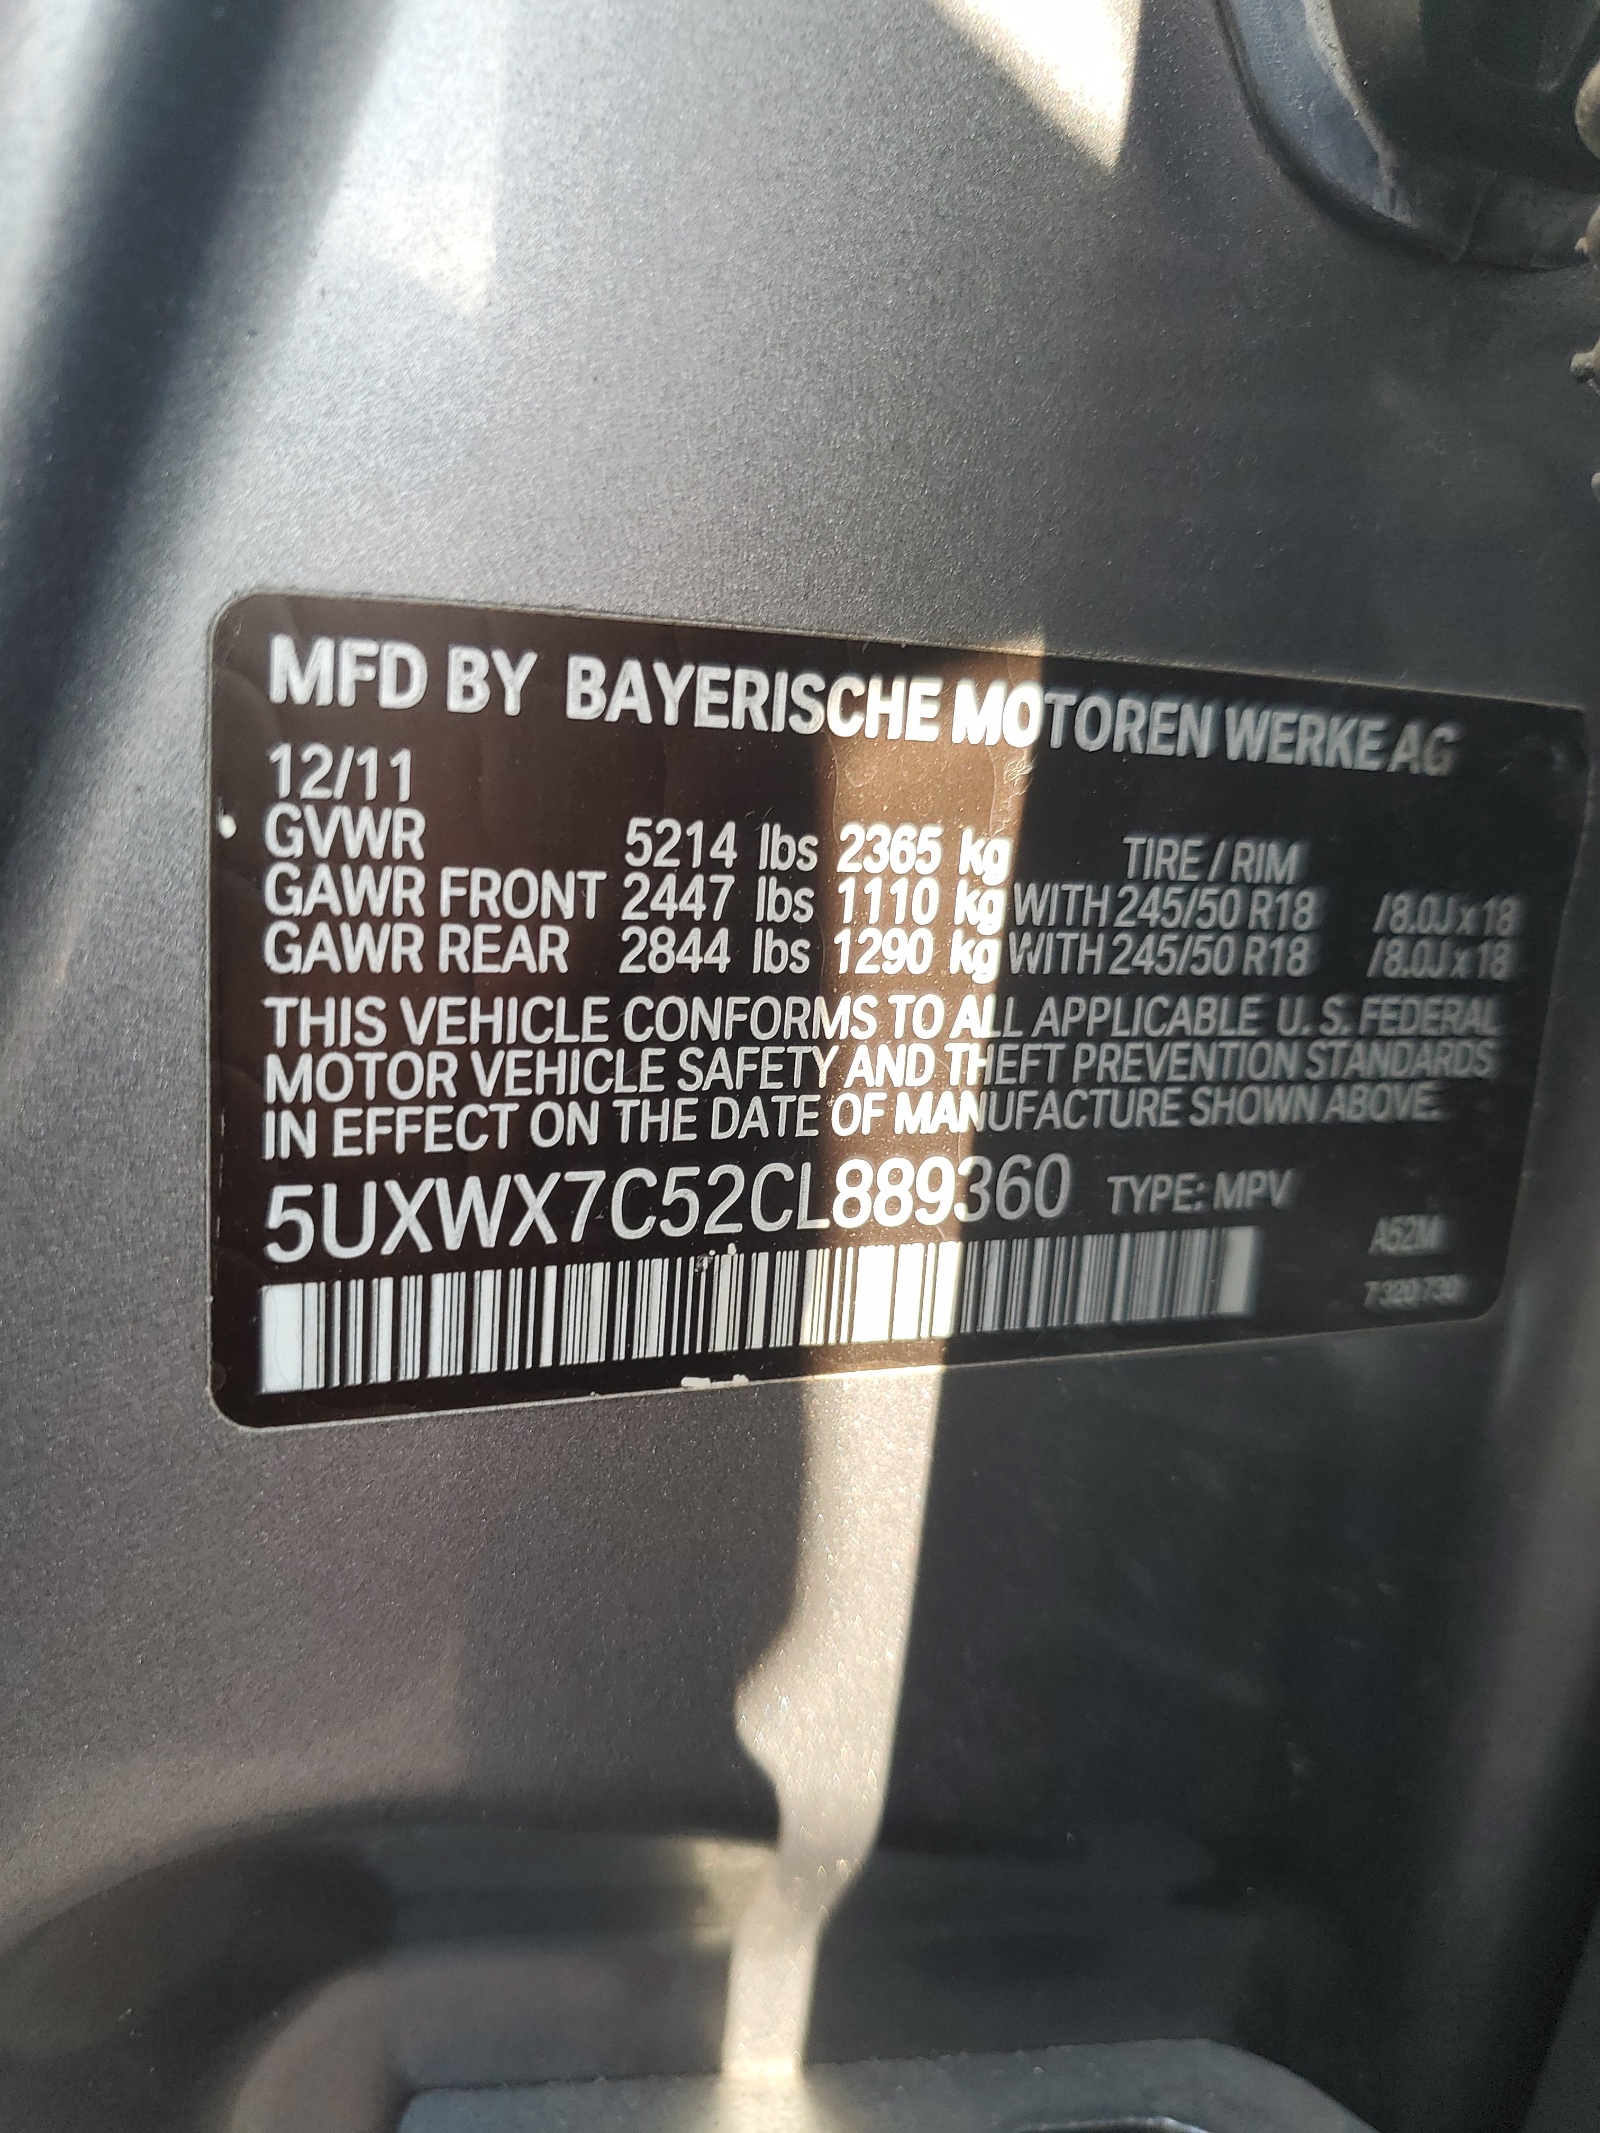 MFD BY BAYERISCHE MOTOREN WERKE AG
12/11
GVWR 5214 lbs 2365 kg TIRE / RIM
GAWR FRONT 2447 lbs 1110 kg WITH 245/50 R18 /8.0J x 18
GAWR REAR 2844 lbs 1290 kg WITH 245/50 R18 /8.0J x 18
THIS VEHICLE CONFORMS TO ALL APPLICABLE U. S. FEDERAL
MOTOR VEHICLE SAFETY AND THEFT PREVENTION STANDARDS
IN EFFECT ON THE DATE OF MANUFACTURE SHOWN ABOVE.
5UXWX7C52CL889360 TYPE: MPV
A52M
7 320 730